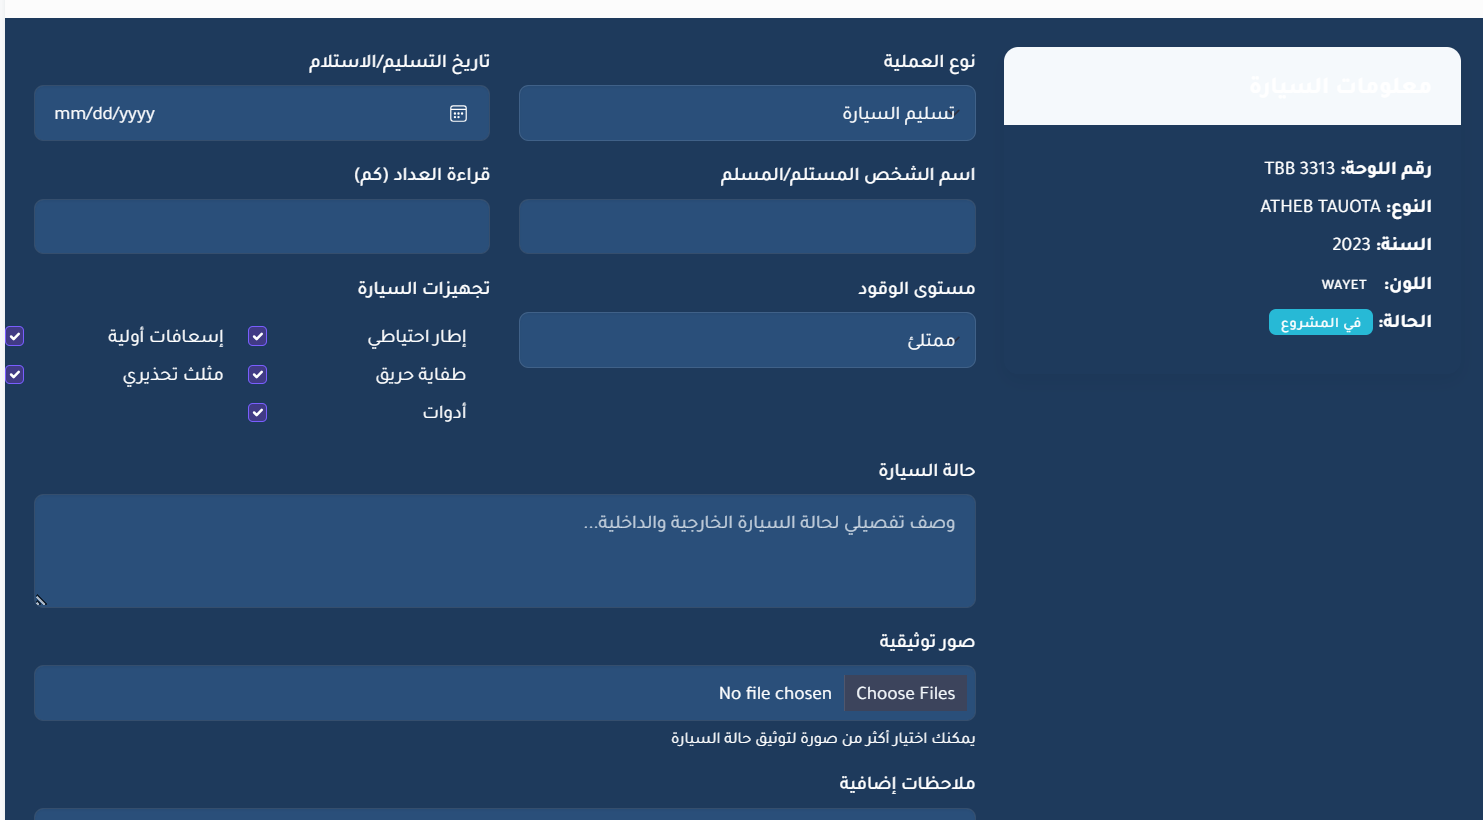 معلومات السيارة
رقم اللوحة: TBB 3313
النوع: ATHEB TAUOTA
السنة: 2023
اللون: WAYET
الحالة: في المشروع
نوع العملية
تسليم السيارة
تاريخ التسليم/الاستلام
mm/dd/yyyy
اسم الشخص المستلم/المسلم
قراءة العداد (كم)
مستوى الوقود
ممتلئ
تجهيزات السيارة
إطار احتياطي
إسعافات أولية
طفاية حريق
مثلث تحذيري
أدوات
حالة السيارة
وصف تفصيلي لحالة السيارة الخارجية والداخلية...
صور توثيقية
Choose Files No file chosen
يمكنك اختيار أكثر من صورة لتوثيق حالة السيارة
ملاحظات إضافية